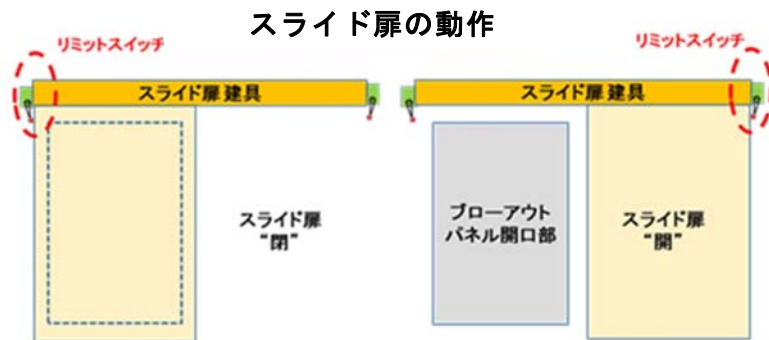 スライド扉の動作
リミットスイッチ
リミットスイッチ
スライド扉建具
スライド扉建具
スライド扉
“閉”
ブローアウト
パネル開口部
スライド扉
“開”